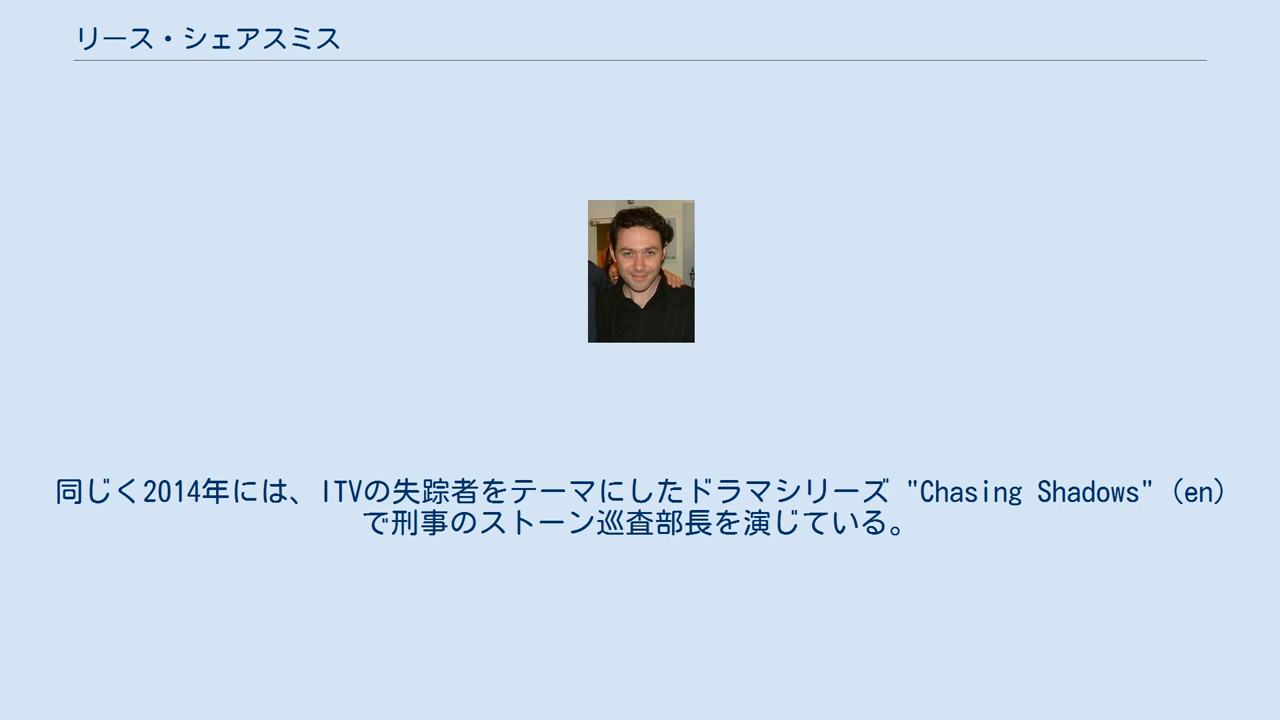 リース・シェアスミス
同じく2014年には、ITVの失踪者をテーマにしたドラマシリーズ "Chasing Shadows" (en)
で刑事のストーン巡査部長を演じている。